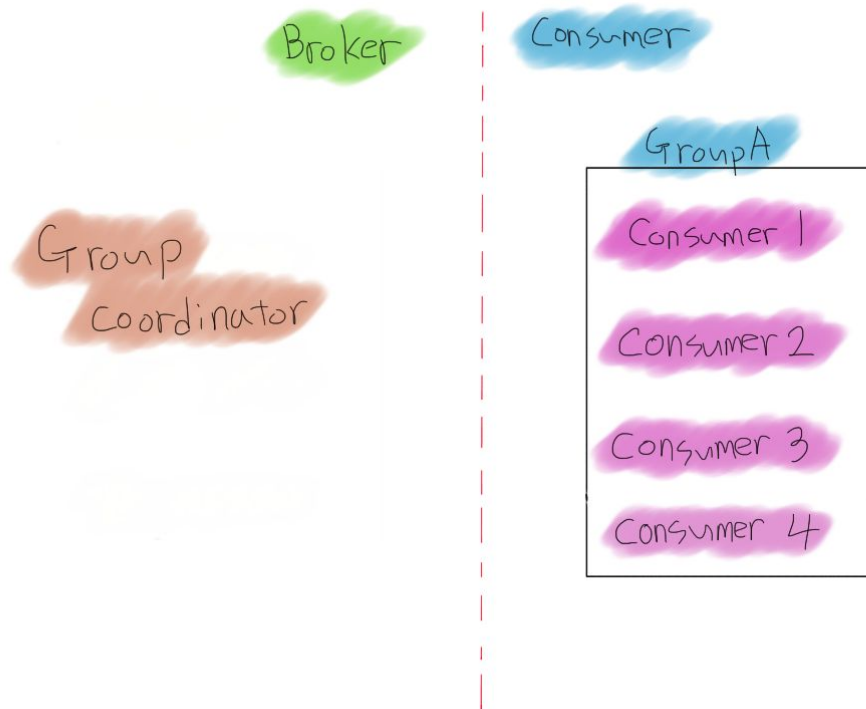 Broker
Consumer
GroupA
Group
coordinator
Consumer 1
Consumer 2
Consumer 3
Consumer 4